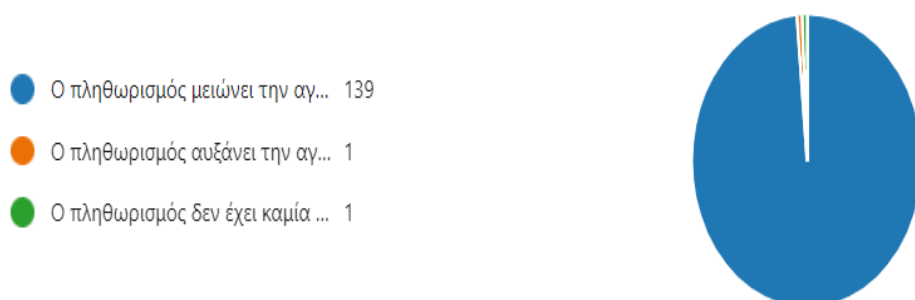 Ο πληθωρισμός μειώνει την αγ... 139
Ο πληθωρισμός αυξάνει την αγ... 1
Ο πληθωρισμός δεν έχει καμία ... 1